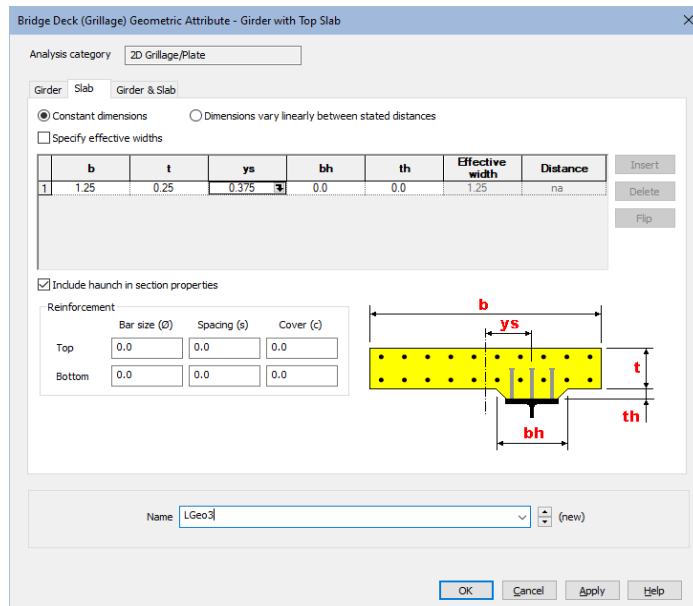 Bridge Deck (Grillage) Geometric Attribute - Girder with Top Slab
Analysis category 2D Grillage/Plate
Girder Slab Girder & Slab
Constant dimensions Dimensions vary linearly between stated distances
Specify effective widths
b t ys bh th Effective width Distance
1 1.25 0.25 0.375 0.0 0.0 1.25 na
Insert
Delete
Flip
Include haunch in section properties
Reinforcement
Bar size (Ø) Spacing (s) Cover (c)
Top 0.0 0.0 0.0
Bottom 0.0 0.0 0.0
b
ys
t
th
bh
Name LGeo3 (new)
OK Cancel Apply Help